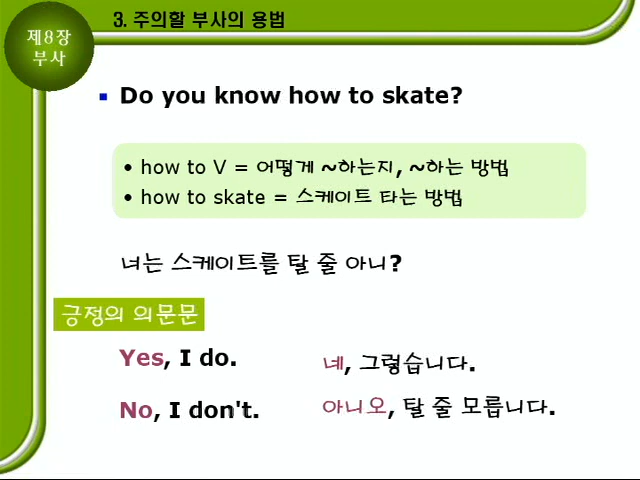 제8장
부사
3. 주의할 부사의 용법
Do you know how to skate?
• how to V = 어떻게 ~하는지, ~하는 방법
• how to skate = 스케이트 타는 방법
너는 스케이트를 탈 줄 아니?
긍정의 의문문
Yes, I do. 네, 그렇습니다.
No, I don't. 아니오, 탈 줄 모릅니다.